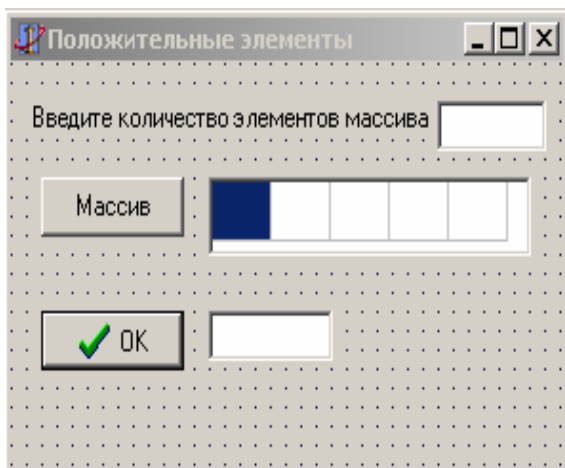 Положительные элементы
Введите количество элементов массива
Массив
OK